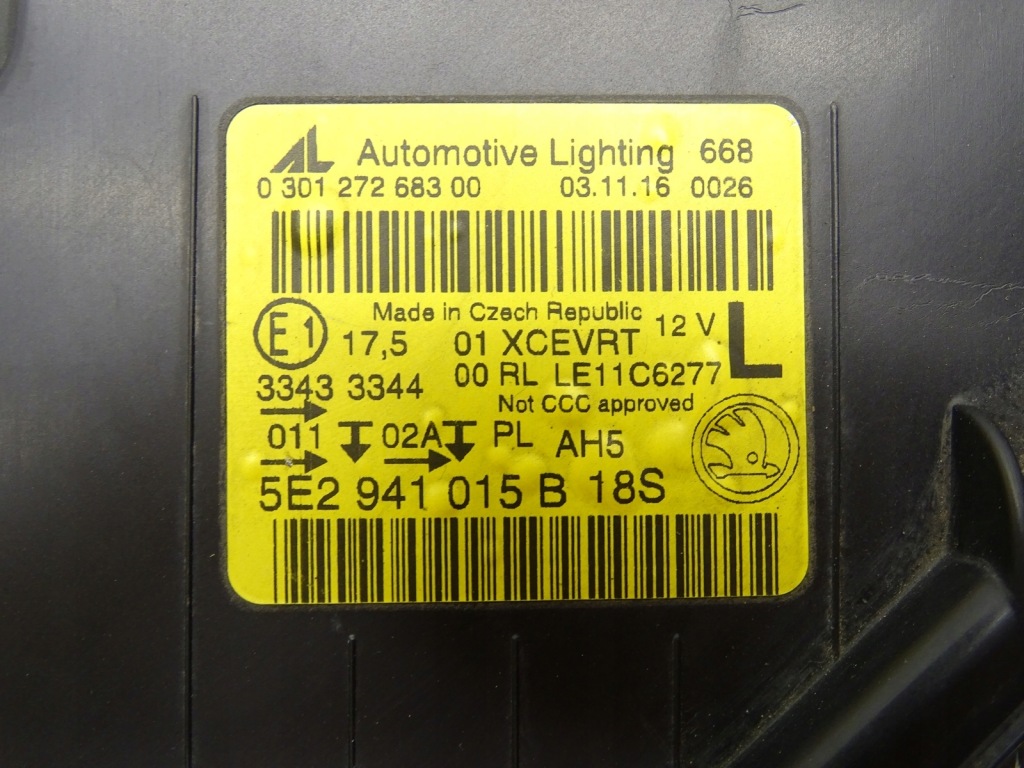 AL Automotive Lighting 668
0 301 272 683 00 03.11.16 0026
Made in Czech Republic
E1 17,5 01 XCEVRT 12 V L
3343 3344 00 RL LE11C6277
Not CCC approved
011 02A PL AH5
5E2 941 015 B 18S